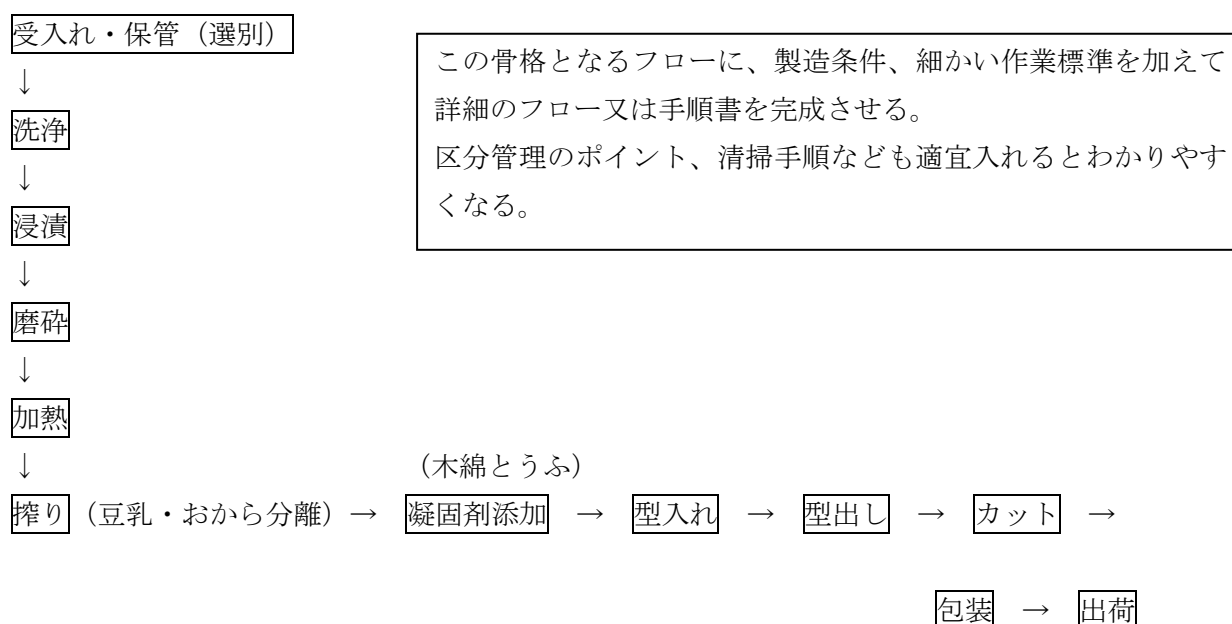 受入れ・保管（選別）
この骨格となるフローに、製造条件、細かい作業標準を加えて
詳細のフロー又は手順書を完成させる。
区分管理のポイント、清掃手順なども適宜入れるとわかりやす
くなる。
↓
洗浄
↓
浸漬
↓
磨砕
↓
加熱
↓ （木綿とうふ）
搾り（豆乳・おから分離）→ 凝固剤添加 → 型入れ → 型出し → カット →
包装 → 出荷